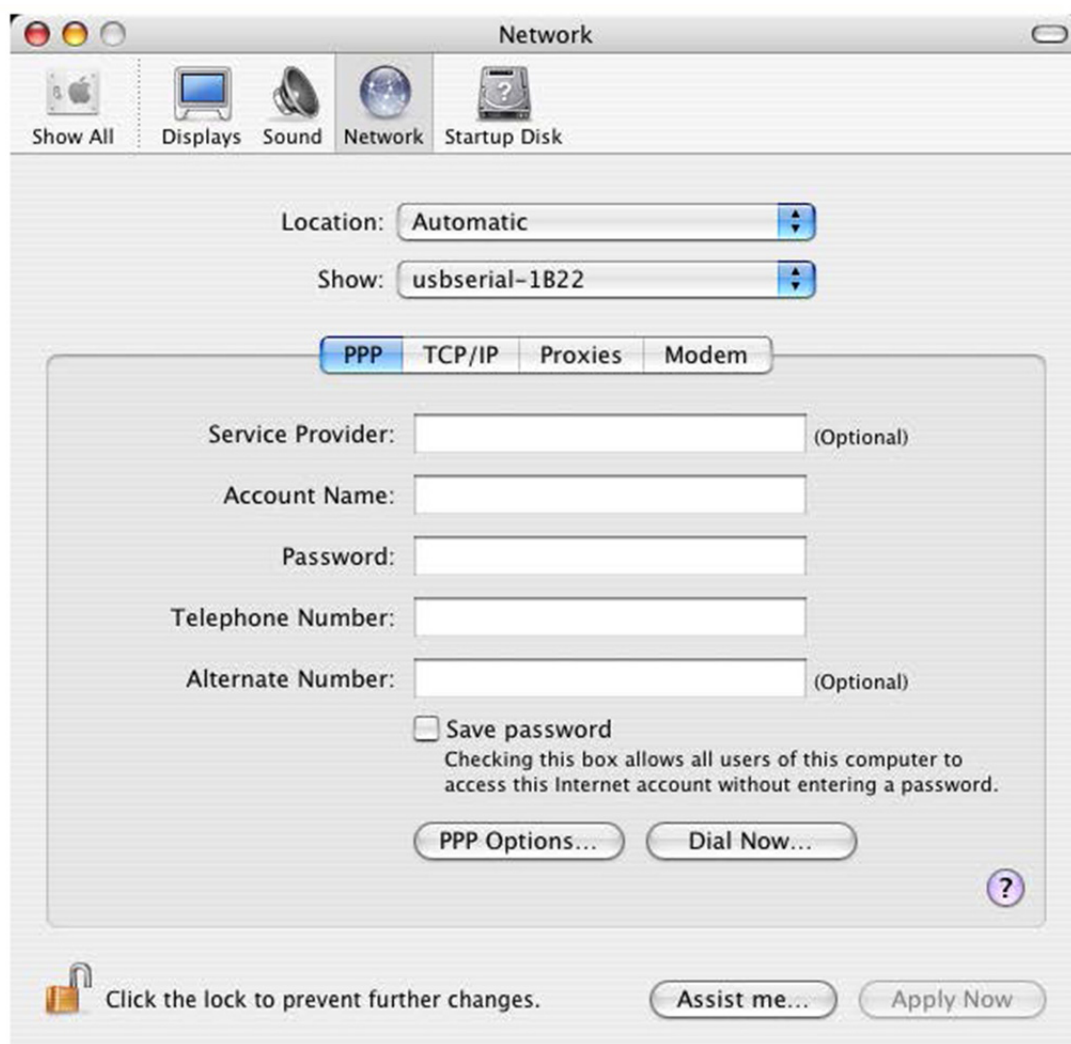 Network
Show All
Displays
Sound
Network
Startup Disk
Location: Automatic
Show: usbserial-1B22
PPP TCP/IP Proxies Modem
Service Provider: (Optional)
Account Name:
Password:
Telephone Number:
Alternate Number: (Optional)
Save password
Checking this box allows all users of this computer to
access this Internet account without entering a password.
PPP Options... Dial Now...
?
Click the lock to prevent further changes. Assist me... Apply Now